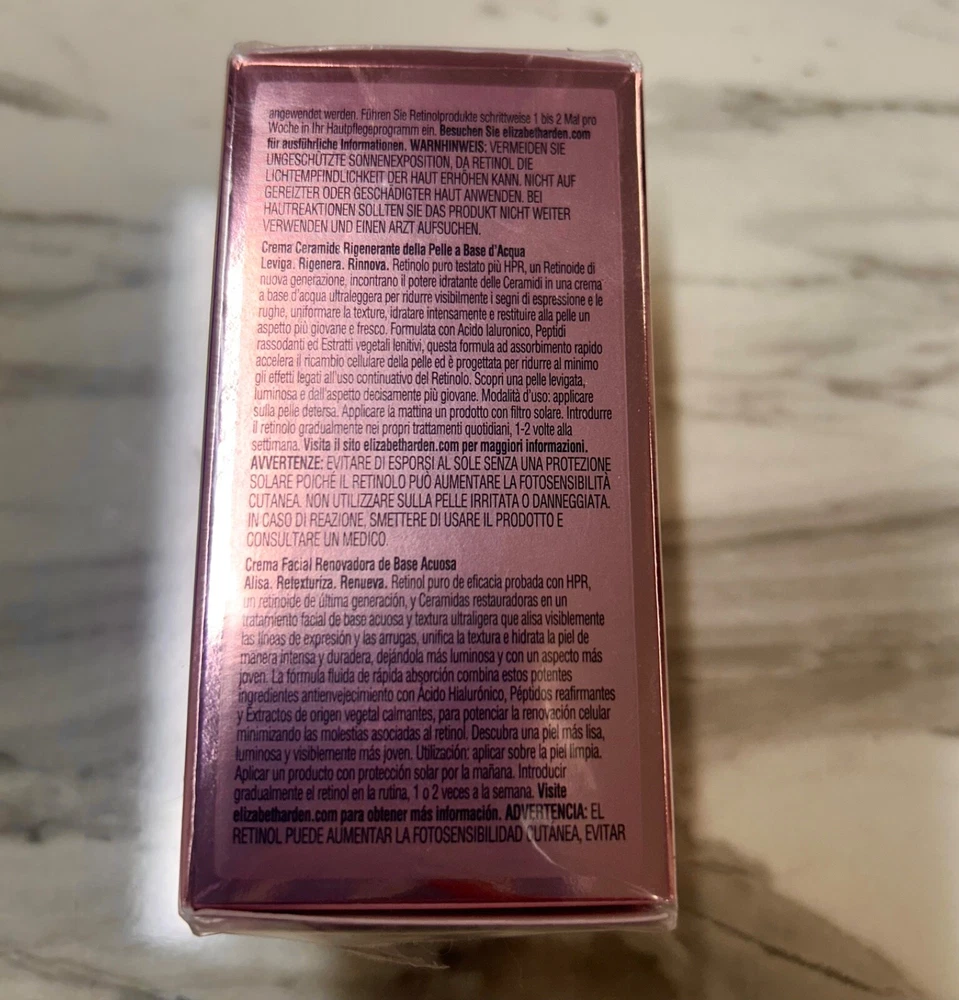 angewendet werden. Führen Sie Retinolprodukte schrittweise 1 bis 2 Mal pro
Woche in Ihr Hautpflegeprogramm ein. Besuchen Sie elizabetharden.com
für ausführliche Informationen. WARNHINWEIS: VERMEIDEN SIE
UNGESCHÜTZTE SONNENEXPOSITION, DA RETINOL DIE
LICHTEMPFINDLICHKEIT DER HAUT ERHÖHEN KANN. NICHT AUF
GEREIZTER ODER GESCHÄDIGTER HAUT ANWENDEN. BEI
HAUTREAKTIONEN SOLLTEN SIE DAS PRODUKT NICHT WEITER
VERWENDEN UND EINEN ARZT AUFSUCHEN.
Crema Ceramide Rigenerante della Pelle a Base d'Acqua
Leviga. Rigenera. Rinnova. Retinolo puro testato più HPR, un Retinoide di
nuova generazione, incontrano il potere idratante delle Ceramidi in una crema
a base d'acqua ultraleggera per ridurre visibilmente i segni di espressione e le
rughe, uniformare la texture, idratare intensamente e restituire alla pelle un
aspetto più giovane e fresco. Formulata con Acido Ialuronico, Peptidi
rassodanti ed Estratti vegetali lenitivi, questa formula ad assorbimento rapido
accelera il ricambio cellulare della pelle ed è progettata per ridurre al minimo
gli effetti legati all'uso continuativo del Retinolo. Scopri una pelle levigata,
luminosa e dall'aspetto decisamente più giovane. Modalità d'uso: applicare
sulla pelle detersa. Applicare la mattina un prodotto con filtro solare. Introdurre
il retinolo gradualmente nei propri trattamenti quotidiani, 1-2 volte alla
settimana. Visita il sito elizabetharden.com per maggiori informazioni.
AVVERTENZE: EVITARE DI ESPORSI AL SOLE SENZA UNA PROTEZIONE
SOLARE POICHÉ IL RETINOLO PUÒ AUMENTARE LA FOTOSENSIBILITÀ
CUTANEA. NON UTILIZZARE SULLA PELLE IRRITATA O DANNEGGIATA.
IN CASO DI REAZIONE, SMETTERE DI USARE IL PRODOTTO E
CONSULTARE UN MEDICO.
Crema Facial Renovadora de Base Acuosa
Alisa. Retexturiza. Renueva. Retinol puro de eficacia probada con HPR,
un retinoide de última generación, y Ceramidas restauradoras en un
tratamiento facial de base acuosa y textura ultraligera que alisa visiblemente
las líneas de expresión y las arrugas, unifica la textura e hidrata la piel de
manera intensa y duradera, dejándola más luminosa y con un aspecto más
joven. La fórmula fluida de rápida absorción combina estos potentes
ingredientes antienvejecimiento con Ácido Hialurónico, Péptidos reafirmantes
y Extractos de origen vegetal calmantes, para potenciar la renovación celular
minimizando las molestias asociadas al retinol. Descubra una piel más lisa,
luminosa y visiblemente más joven. Utilización: aplicar sobre la piel limpia.
Aplicar un producto con protección solar por la mañana. Introducir
gradualmente el retinol en la rutina, 1 o 2 veces a la semana. Visite
elizabetharden.com para obtener más información. ADVERTENCIA: EL
RETINOL PUEDE AUMENTAR LA FOTOSENSIBILIDAD CUTÁNEA, EVITAR